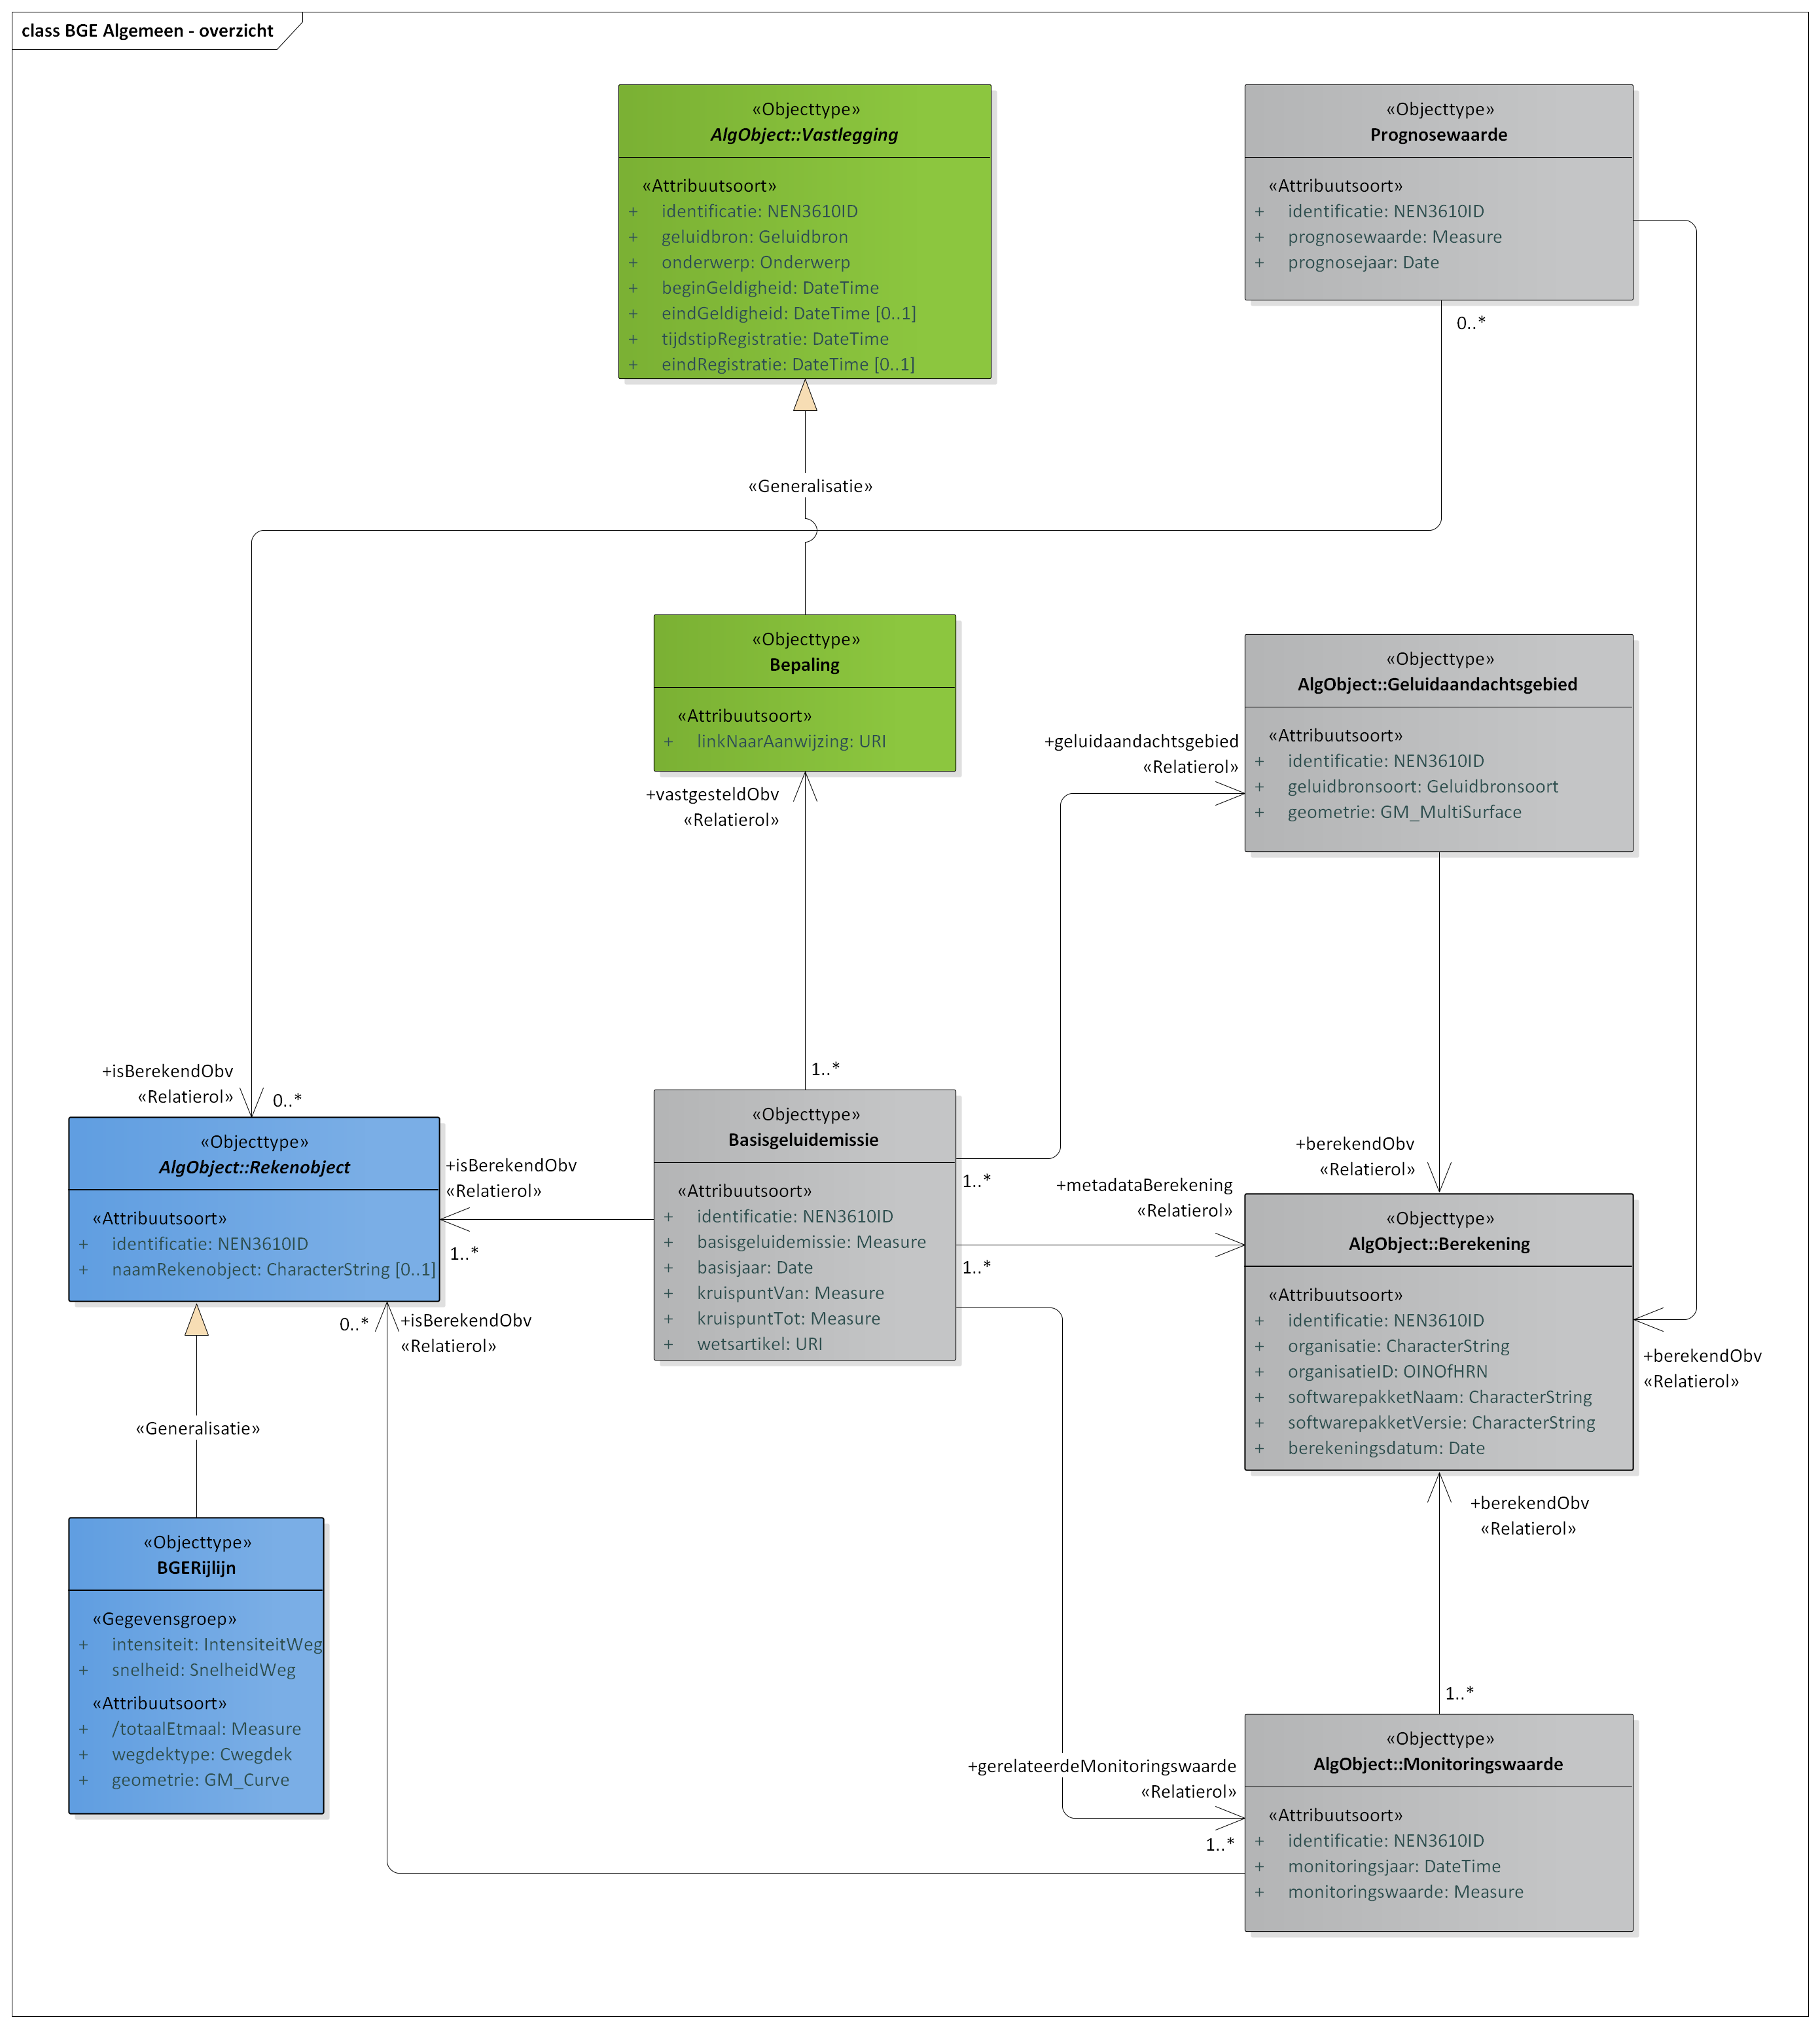 class BGE Algemeen - overzicht
«Objecttype»
AlgObject::Vastlegging
«Attribuutsoort»
+ identificatie: NEN3610ID
+ geluidbron: Geluidbron
+ onderwerp: Onderwerp
+ beginGeldigheid: DateTime
+ eindGeldigheid: DateTime [0..1]
+ tijdstipRegistratie: DateTime
+ eindRegistratie: DateTime [0..1]
«Objecttype»
Prognosewaarde
«Attribuutsoort»
+ identificatie: NEN3610ID
+ prognosewaarde: Measure
+ prognosejaar: Date
0..*
«Generalisatie»
«Objecttype»
Bepaling
«Attribuutsoort»
+ linkNaarAanwijzing: URI
+vastgesteldObv
«Relatierol»
1..*
«Objecttype»
AlgObject::Geluidaandachtsgebied
«Attribuutsoort»
+ identificatie: NEN3610ID
+ geluidbronsoort: Geluidbronsoort
+ geometrie: GM_MultiSurface
+geluidaandachtsgebied
«Relatierol»
+isBerekendObv
«Relatierol»
0..*
«Objecttype»
AlgObject::Rekenobject
«Attribuutsoort»
+ identificatie: NEN3610ID
+ naamRekenobject: CharacterString [0..1]
+isBerekendObv
«Relatierol»
1..*
«Objecttype»
Basisgeluidemissie
«Attribuutsoort»
+ identificatie: NEN3610ID
+ basisgeluidemissie: Measure
+ basisjaar: Date
+ kruispuntVan: Measure
+ kruispuntTot: Measure
+ wetsartikel: URI
1..*
+metadataBerekening
«Relatierol»
1..*
+berekendObv
«Relatierol»
«Objecttype»
AlgObject::Berekening
«Attribuutsoort»
+ identificatie: NEN3610ID
+ organisatie: CharacterString
+ organisatieID: OINOfHRN
+ softwarepakketNaam: CharacterString
+ softwarepakketVersie: CharacterString
+ berekeningsdatum: Date
+berekendObv
«Relatierol»
0..*
+isBerekendObv
«Relatierol»
«Generalisatie»
«Objecttype»
BGERijlijn
«Gegevensgroep»
+ intensiteit: IntensiteitWeg
+ snelheid: SnelheidWeg
«Attribuutsoort»
+ /totaalEtmaal: Measure
+ wegdektype: Cwegdek
+ geometrie: GM_Curve
+berekendObv
«Relatierol»
1..*
+gerelateerdeMonitoringswaarde
«Relatierol»
1..*
«Objecttype»
AlgObject::Monitoringswaarde
«Attribuutsoort»
+ identificatie: NEN3610ID
+ monitoringsjaar: DateTime
+ monitoringswaarde: Measure